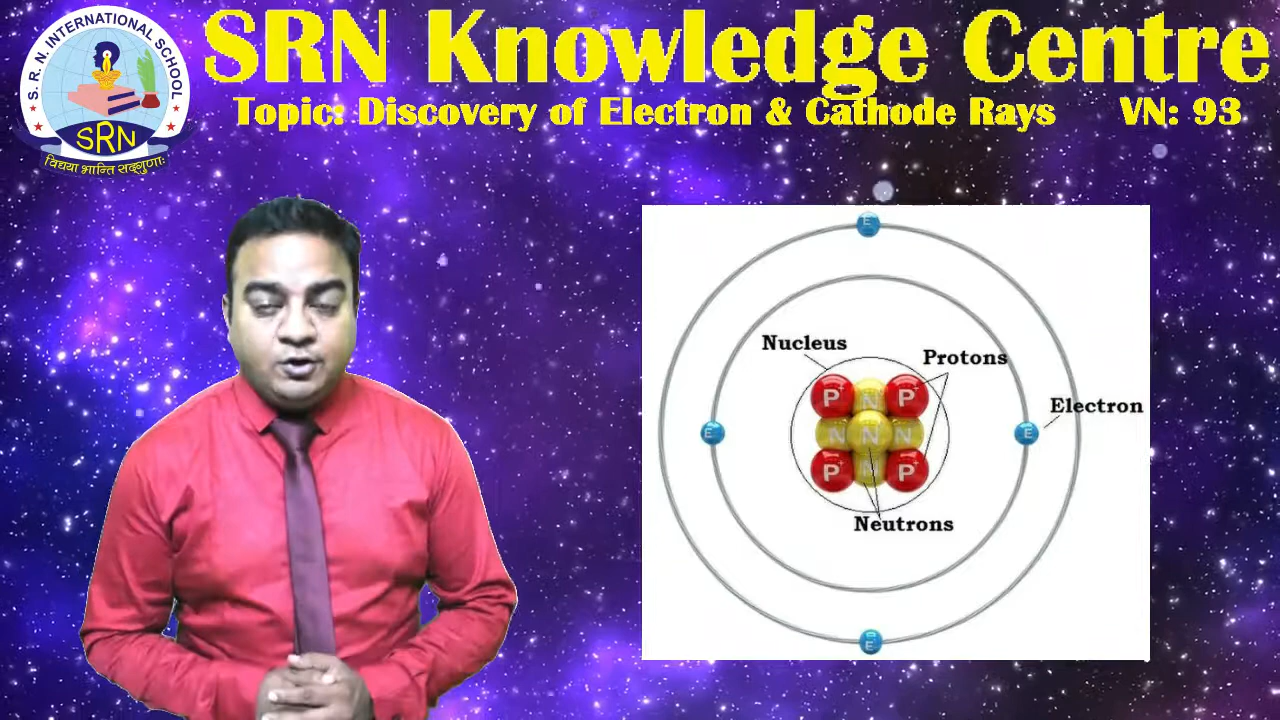 SRN Knowledge Centre
Topic: Discovery of Electron & Cathode Rays VN: 93
S. R. N. INTERNATIONAL SCHOOL
SRN
विद्यया भान्ति सद्गुणाः
E
Nucleus
Protons
P+ N P+
Electron
E N N N E
P+ N P+
Neutrons
E